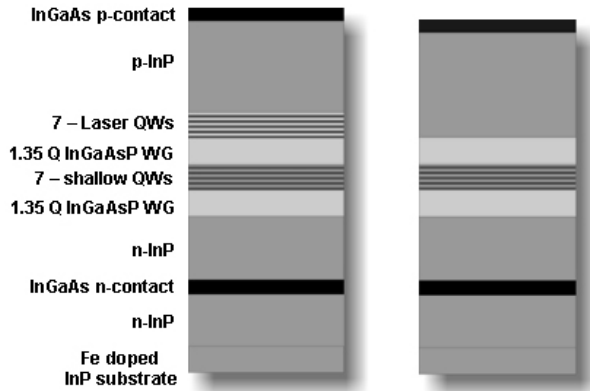 InGaAs p-contact
p-InP
7 – Laser QWs
1.35 Q InGaAsP WG
7 – shallow QWs
1.35 Q InGaAsP WG
n-InP
InGaAs n-contact
n-InP
Fe doped
InP substrate